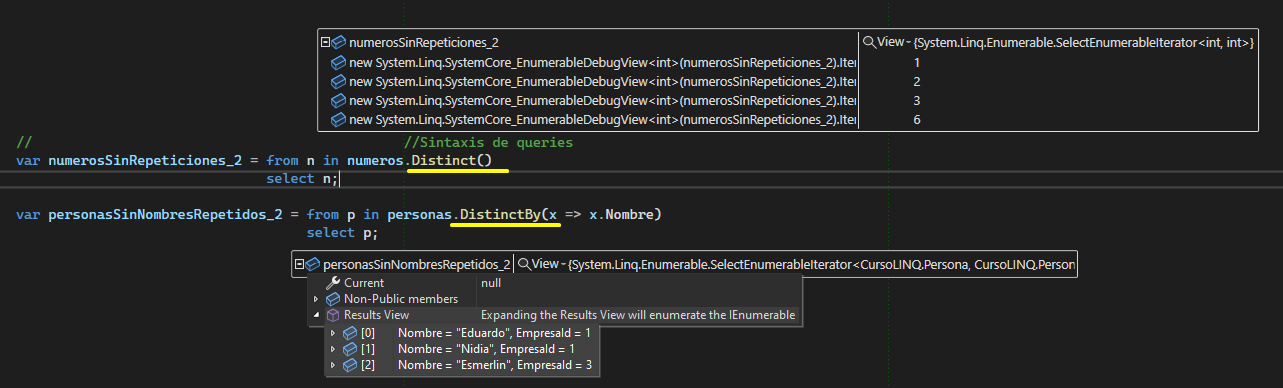 numerosSinRepeticiones_2 View - {System.Linq.Enumerable.SelectEnumerableIterator<int, int>}
new System.Linq.SystemCore_EnumerableDebugView<int>(numerosSinRepeticiones_2).Iter 1
new System.Linq.SystemCore_EnumerableDebugView<int>(numerosSinRepeticiones_2).Iter 2
new System.Linq.SystemCore_EnumerableDebugView<int>(numerosSinRepeticiones_2).Iter 3
new System.Linq.SystemCore_EnumerableDebugView<int>(numerosSinRepeticiones_2).Iter 6
// //Sintaxis de queries
var numerosSinRepeticiones_2 = from n in numeros.Distinct()
select n;
var personasSinNombresRepetidos_2 = from p in personas.DistinctBy(x => x.Nombre)
select p;
personasSinNombresRepetidos_2 View - {System.Linq.Enumerable.SelectEnumerableIterator<CursoLINQ.Persona, CursoLINQ.Person
Current null
Non-Public members
Results View Expanding the Results View will enumerate the IEnumerable
[0] Nombre = "Eduardo", EmpresaId = 1
[1] Nombre = "Nidia", EmpresaId = 1
[2] Nombre = "Esmerlin", EmpresaId = 3